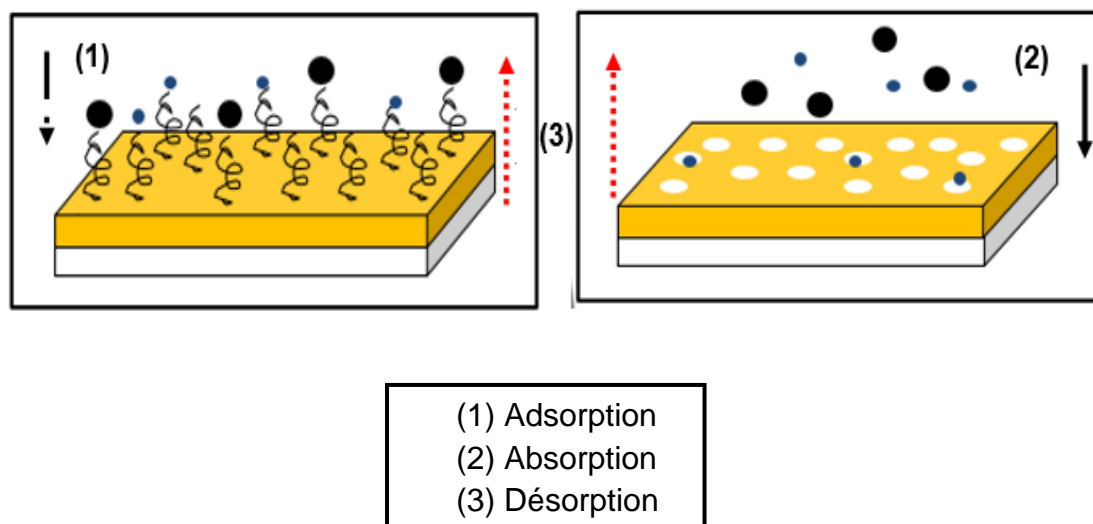 (1)
(2)
(3)
(1) Adsorption
(2) Absorption
(3) Désorption